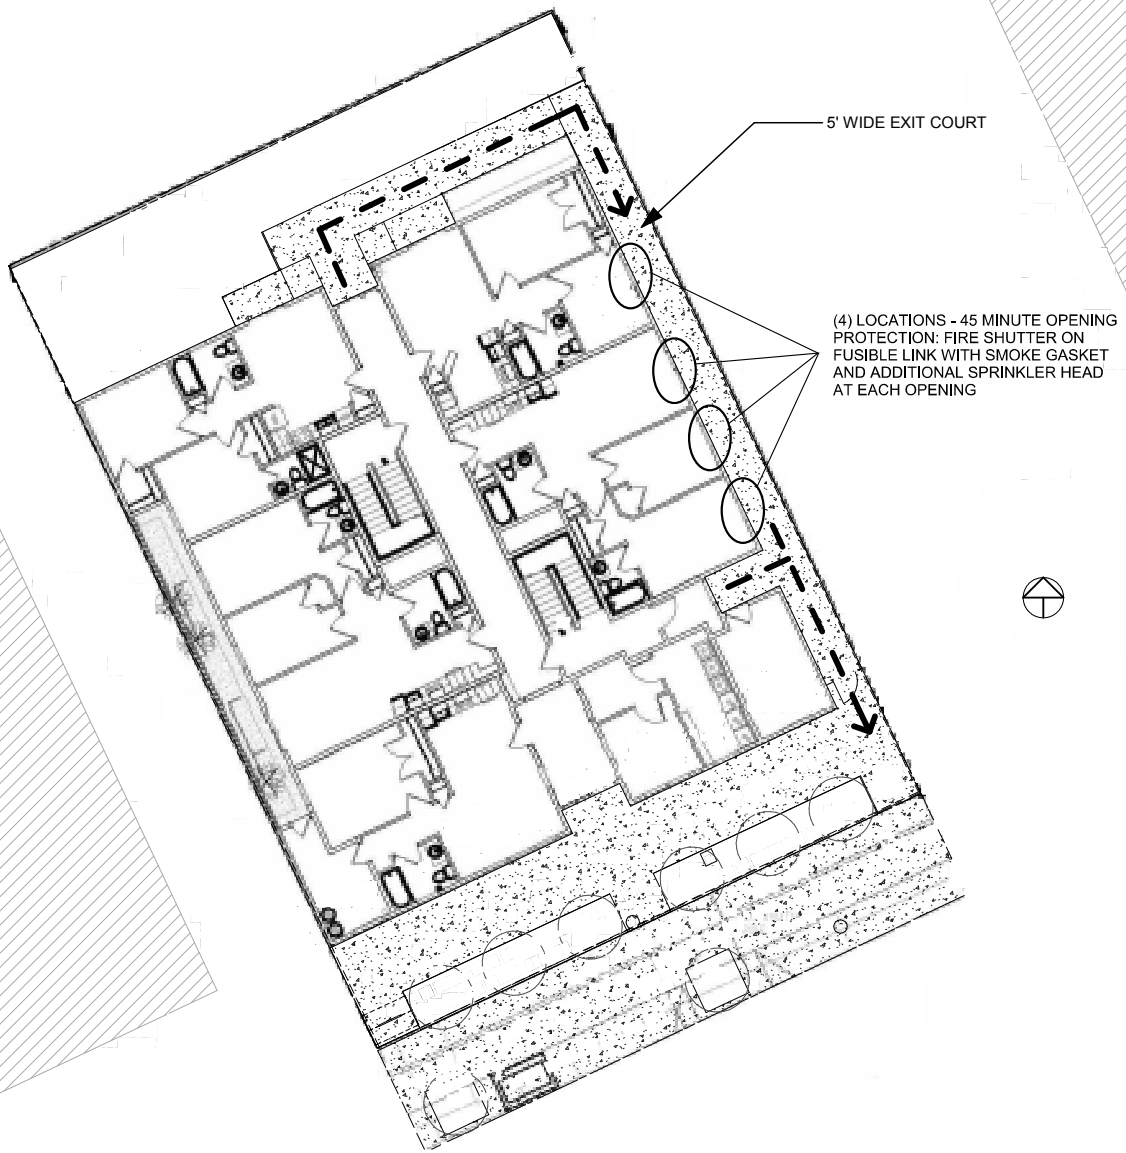 5' WIDE EXIT COURT
(4) LOCATIONS - 45 MINUTE OPENING
PROTECTION: FIRE SHUTTER ON
FUSIBLE LINK WITH SMOKE GASKET
AND ADDITIONAL SPRINKLER HEAD
AT EACH OPENING